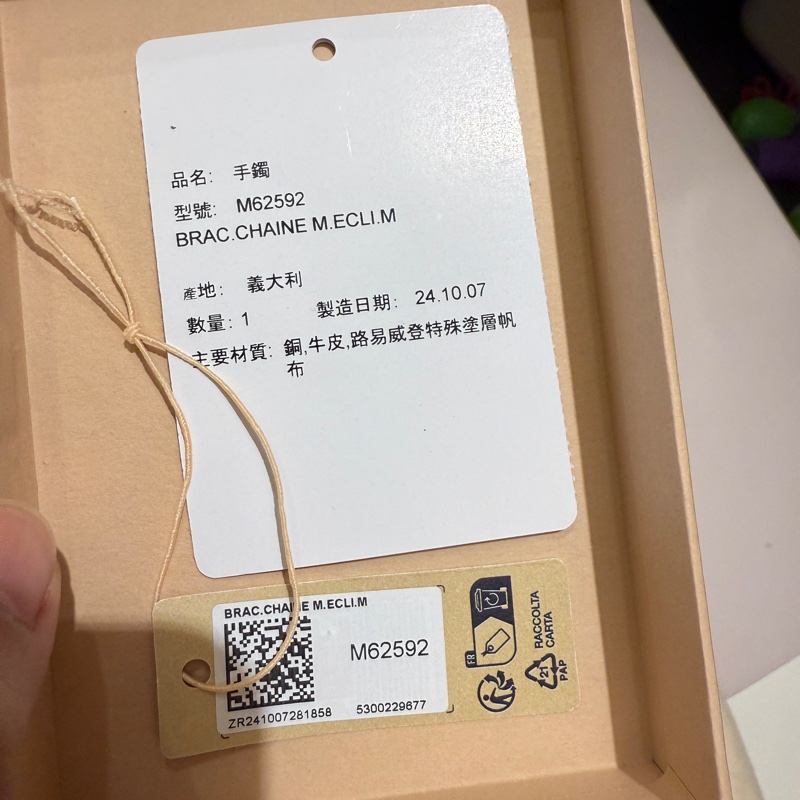 品名: 手鐲
型號: M62592
BRAC.CHAINE M.ECLI.M
產地: 義大利
數量: 1 製造日期: 24.10.07
主要材質: 銅,牛皮,路易威登特殊塗層帆
布
BRAC.CHAINE M.ECLI.M
M62592
ZR241007281858 5300229677
FR
RACCOLTA
CARTA
21
PAP